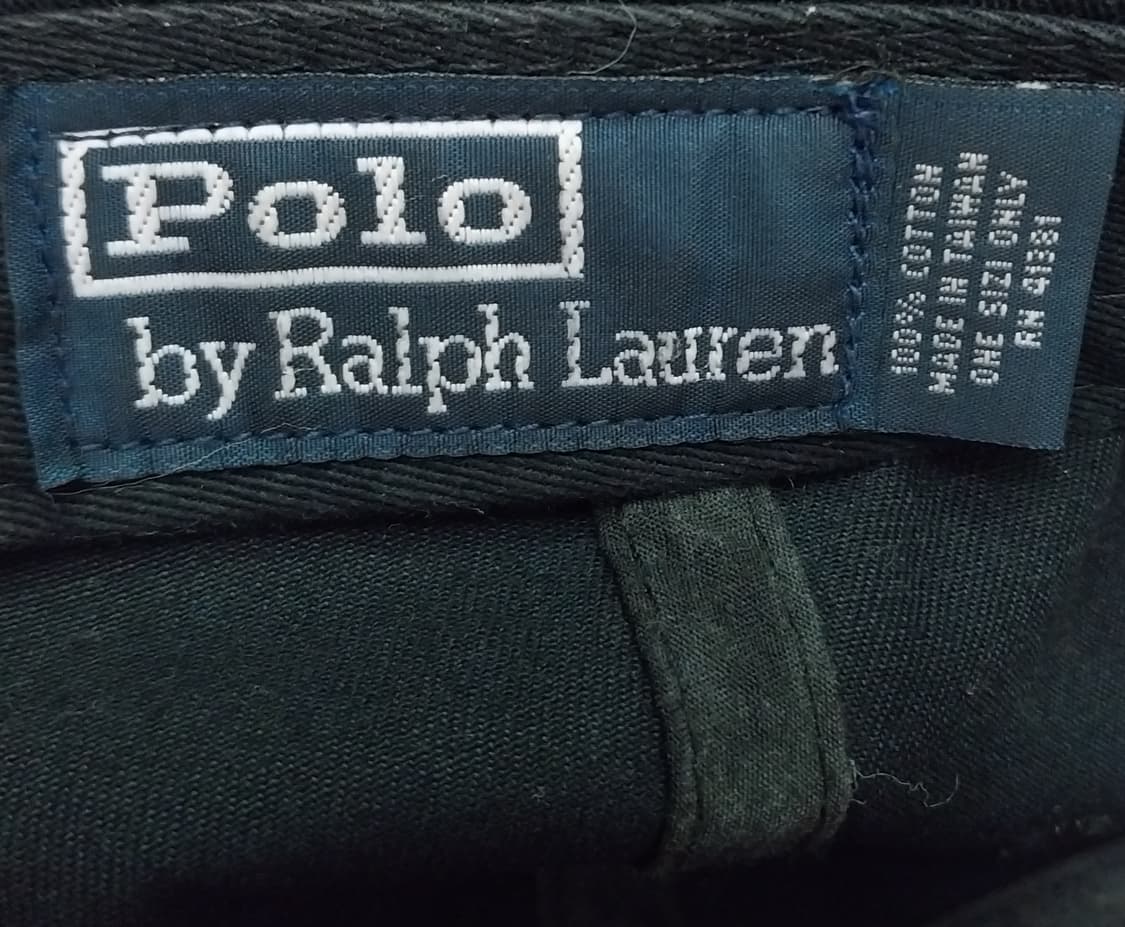 Polo
by Ralph Lauren
100% COTTON
MADE IN TAIWAN
ONE SIZE ONLY
RN 41381